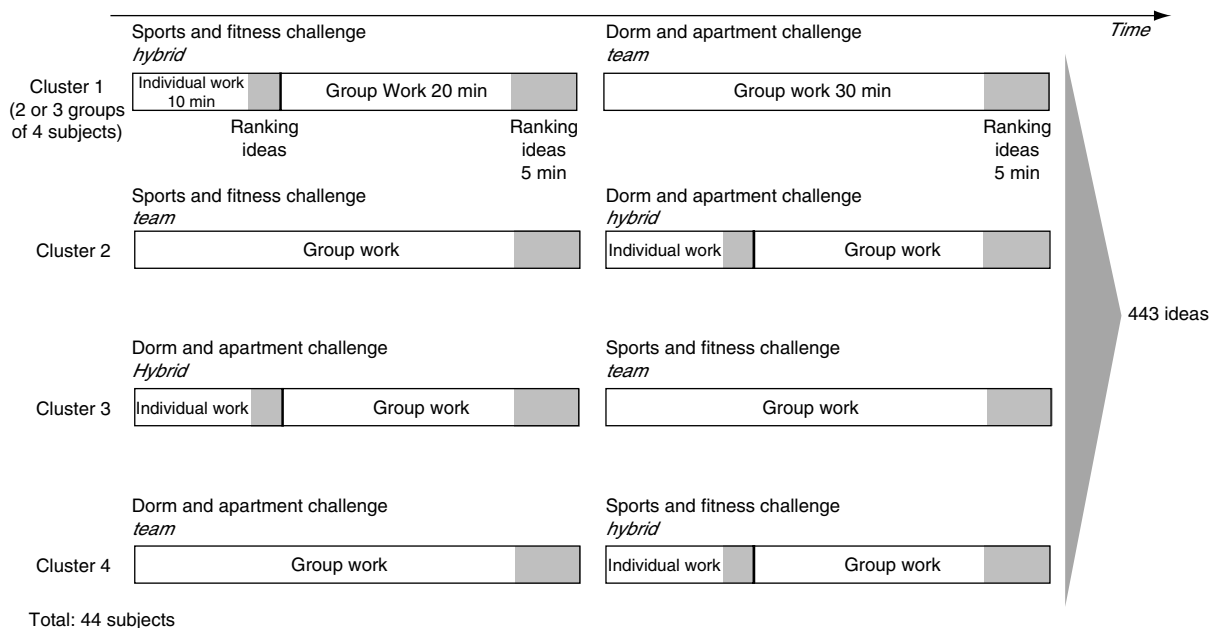 Time
Sports and fitness challenge
hybrid
Dorm and apartment challenge
team
Cluster 1
(2 or 3 groups
of 4 subjects)
Individual work
10 min
Group Work 20 min
Group work 30 min
Ranking
ideas
Ranking
ideas
5 min
Ranking
ideas
5 min
Sports and fitness challenge
team
Dorm and apartment challenge
hybrid
Cluster 2
Group work
Individual work
Group work
443 ideas
Dorm and apartment challenge
Hybrid
Sports and fitness challenge
team
Cluster 3
Individual work
Group work
Group work
Dorm and apartment challenge
team
Sports and fitness challenge
hybrid
Cluster 4
Group work
Individual work
Group work
Total: 44 subjects